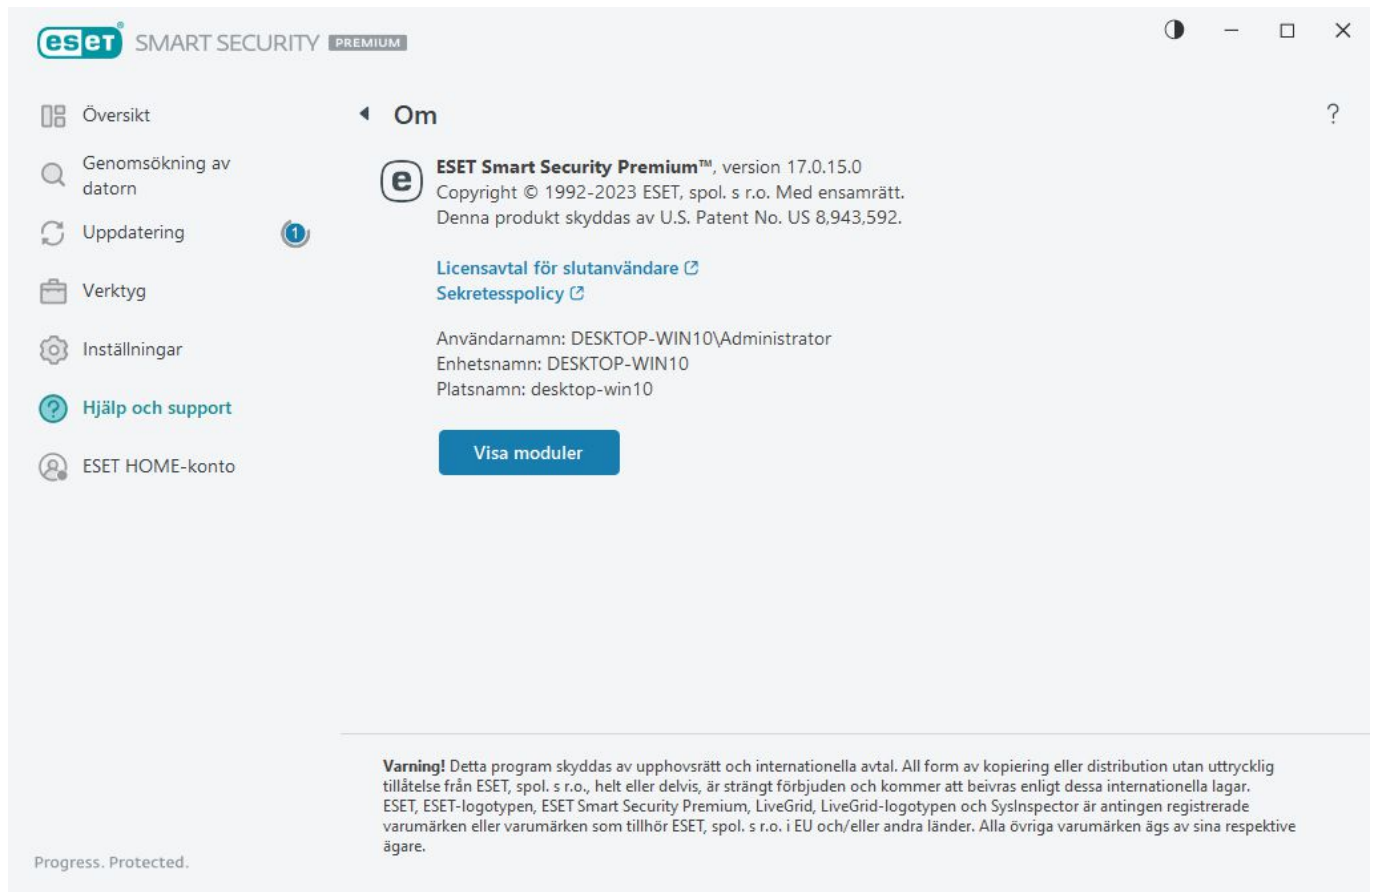 eset SMART SECURITY PREMIUM
Översikt
Genomsökning av
datorn
Uppdatering
1
Verktyg
Inställningar
Hjälp och support
ESET HOME-konto
Om
?
e
ESET Smart Security Premium™, version 17.0.15.0
Copyright © 1992-2023 ESET, spol. s r.o. Med ensamrätt.
Denna produkt skyddas av U.S. Patent No. US 8,943,592.
Licensavtal för slutanvändare
Sekretesspolicy
Användarnamn: DESKTOP-WIN10\Administrator
Enhetsnamn: DESKTOP-WIN10
Platsnamn: desktop-win10
Visa moduler
Varning! Detta program skyddas av upphovsrätt och internationella avtal. All form av kopiering eller distribution utan uttrycklig
tillåtelse från ESET, spol. s r.o., helt eller delvis, är strängt förbjuden och kommer att beivras enligt dessa internationella lagar.
ESET, ESET-logotypen, ESET Smart Security Premium, LiveGrid, LiveGrid-logotypen och SysInspector är antingen registrerade
varumärken eller varumärken som tillhör ESET, spol. s r.o. i EU och/eller andra länder. Alla övriga varumärken ägs av sina respektive
ägare.
Progress. Protected.